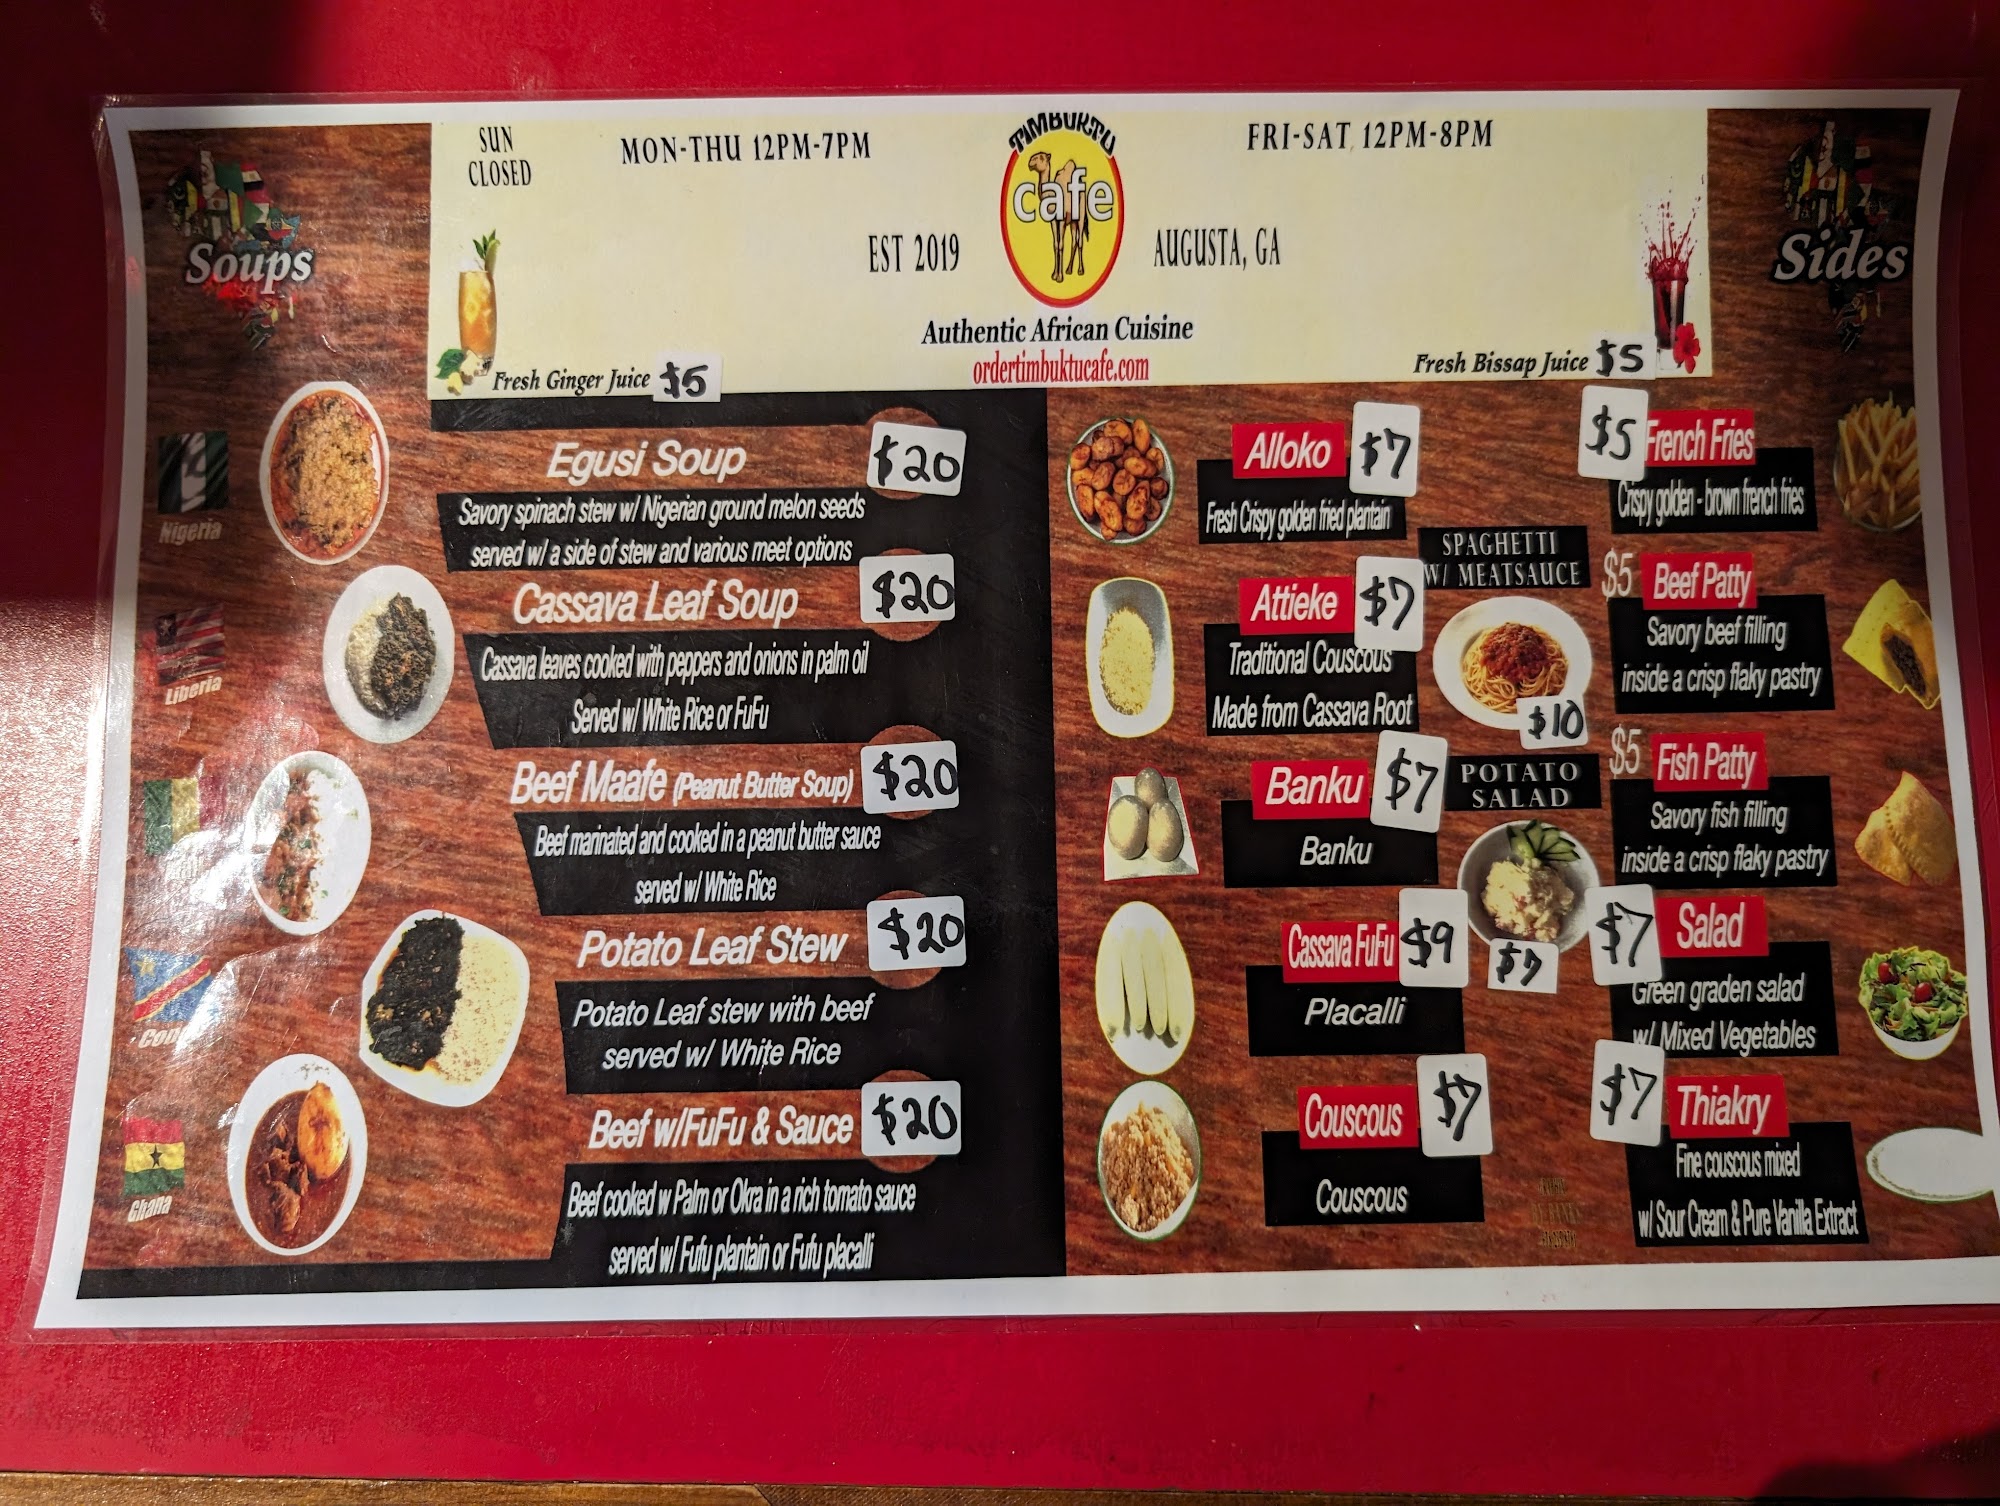 SUN
CLOSED
MON-THU 12PM-7PM
TIMBUKTU
cafe
FRI-SAT 12PM-8PM
EST 2019
AUGUSTA, GA
Authentic African Cuisine
ordertimbuktucafe.com
Fresh Ginger Juice $5
Fresh Bissap Juice $5
Soups
Nigeria
Liberia
Ghana
Egusi Soup $20
Savory spinach stew w/ Nigerian ground melon seeds
served w/ a side of stew and various meet options
Cassava Leaf Soup $20
Cassava leaves cooked with peppers and onions in palm oil
Served w/ White Rice or FuFu
Beef Maafe (Peanut Butter Soup) $20
Beef marinated and cooked in a peanut butter sauce
served w/ White Rice
Potato Leaf Stew $20
Potato Leaf stew with beef
served w/ White Rice
Beef w/FuFu & Sauce $20
Beef cooked w Palm or Okra in a rich tomato sauce
served w/ Fufu plantain or Fufu placalli
Sides
Alloko $7
Fresh Crispy golden fried plantain
Attieke $7
Traditional Couscous
Made from Cassava Root
Banku $7
Banku
Cassava FuFu $9
Placalli
Couscous $7
Couscous
SPAGHETTI
W/ MEATSAUCE
$10
POTATO
SALAD
$7
$5 French Fries
Crispy golden - brown french fries
$5 Beef Patty
Savory beef filling
inside a crisp flaky pastry
$5 Fish Patty
Savory fish filling
inside a crisp flaky pastry
$7 Salad
Green graden salad
w/ Mixed Vegetables
$7 Thiakry
Fine couscous mixed
w/ Sour Cream & Pure Vanilla Extract